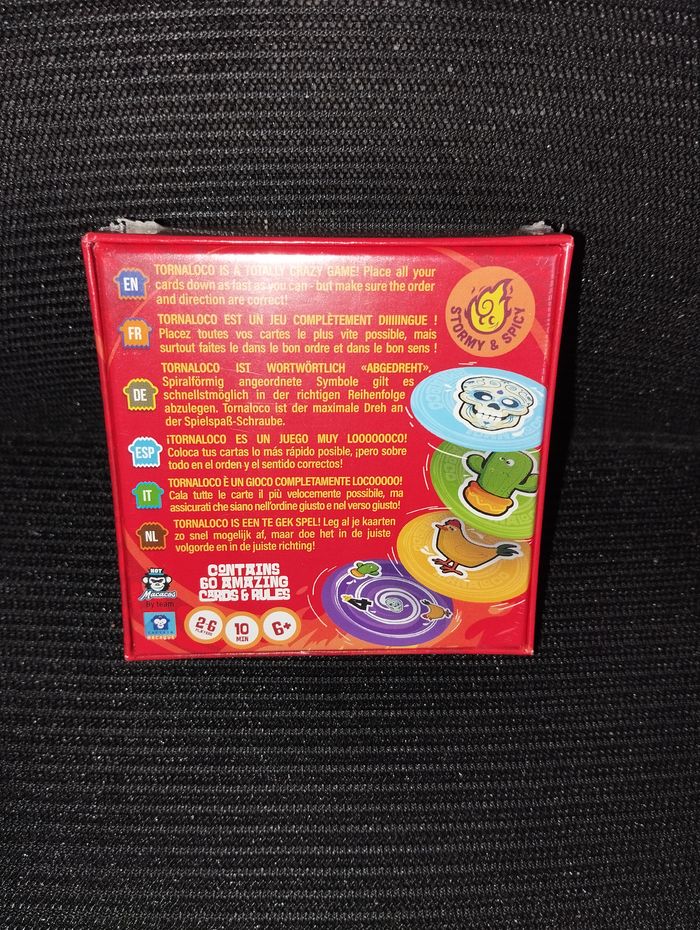 EN
TORNALOCO IS A TOTALLY CRAZY GAME! Place all your
cards down as fast as you can - but make sure the order
and direction are correct!
STORMY & SPICY
FR
TORNALOCO EST UN JEU COMPLÈTEMENT DIIIIINGUE !
Placez toutes vos cartes le plus vite possible, mais
surtout faites le dans le bon ordre et dans le bon sens !
DE
TORNALOCO IST WORTWÖRTLICH «ABGEDREHT».
Spiralförmig angeordnete Symbole gilt es
schnellstmöglich in der richtigen Reihenfolge
abzulegen. Tornaloco ist der maximale Dreh an
der Spielspaß-Schraube.
ESP
¡TORNALOCO ES UN JUEGO MUY LOOOOOOCO!
Coloca tus cartas lo más rápido posible, ¡pero sobre
todo en el orden y el sentido correctos!
IT
TORNALOCO È UN GIOCO COMPLETAMENTE LOCOOOOO!
Cala tutte le carte il più velocemente possibile, ma
assicurati che siano nell'ordine giusto e nel verso giusto!
NL
TORNALOCO IS EEN TE GEK SPEL! Leg al je kaarten
zo snel mogelijk af, maar doe het in de juiste
volgorde en in de juiste richting!
HOT
Macacos
By team
CAPTAIN
MACAQUE
CONTAINS
60 AMAZING
CARDS & RULES
2-6
PLAYERS
10
MIN
6+
4